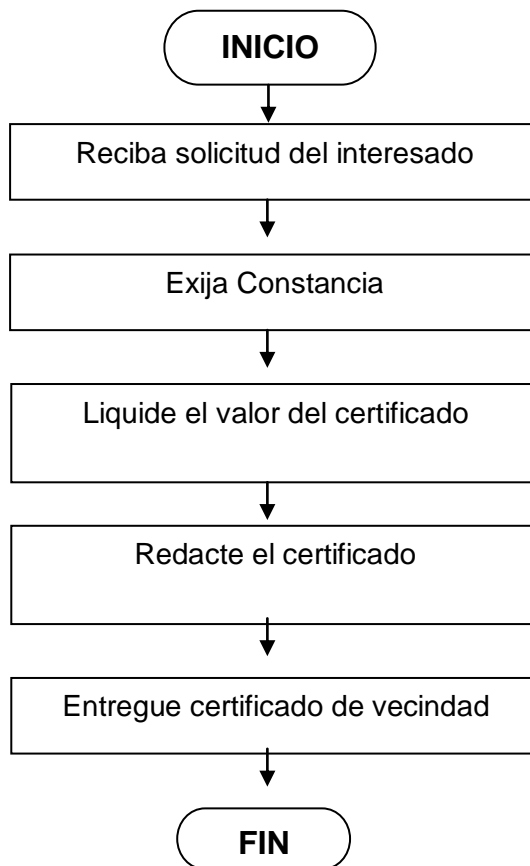 INICIO
Reciba solicitud del interesado
Exija Constancia
Liquide el valor del certificado
Redacte el certificado
Entregue certificado de vecindad
FIN